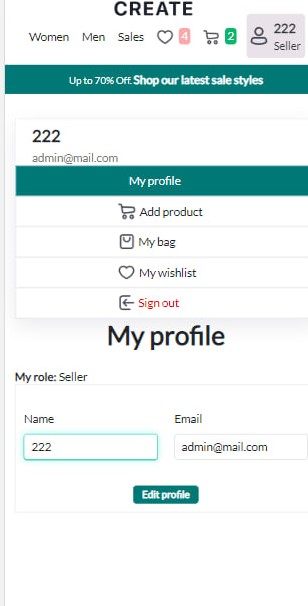 CREATE
Women Men Sales 4 2 222
Seller
Up to 70% Off. Shop our latest sale styles
222
admin@mail.com
My profile
Add product
My bag
My wishlist
Sign out
My profile
My role: Seller
Name Email
222 admin@mail.com
Edit profile